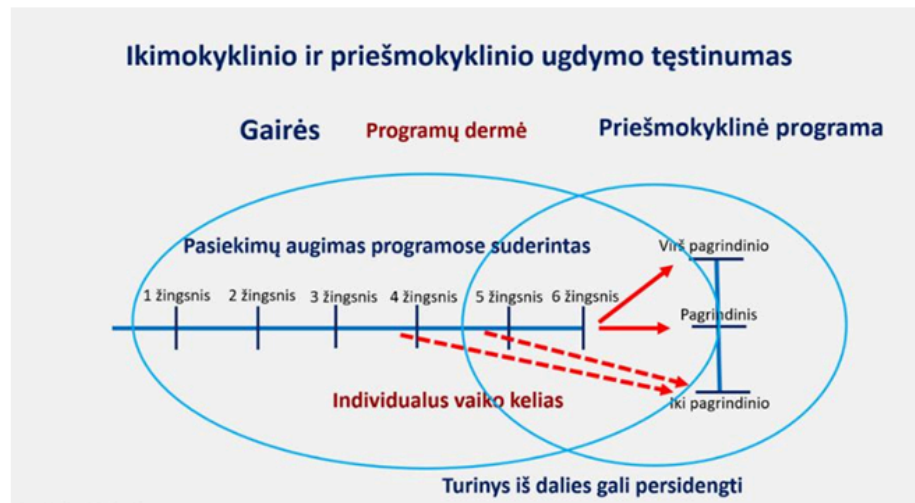 Ikimokyklinio ir priešmokyklinio ugdymo tęstinumas
Gairės
Programų dermė
Priešmokyklinė programa
Pasiekimų augimas programose suderintas
Virš pagrindinio
1 žingsnis
2 žingsnis
3 žingsnis
4 žingsnis
5 žingsnis
6 žingsnis
Pagrindinis
Individualus vaiko kelias
Iki pagrindinio
Turinys iš dalies gali persidengti